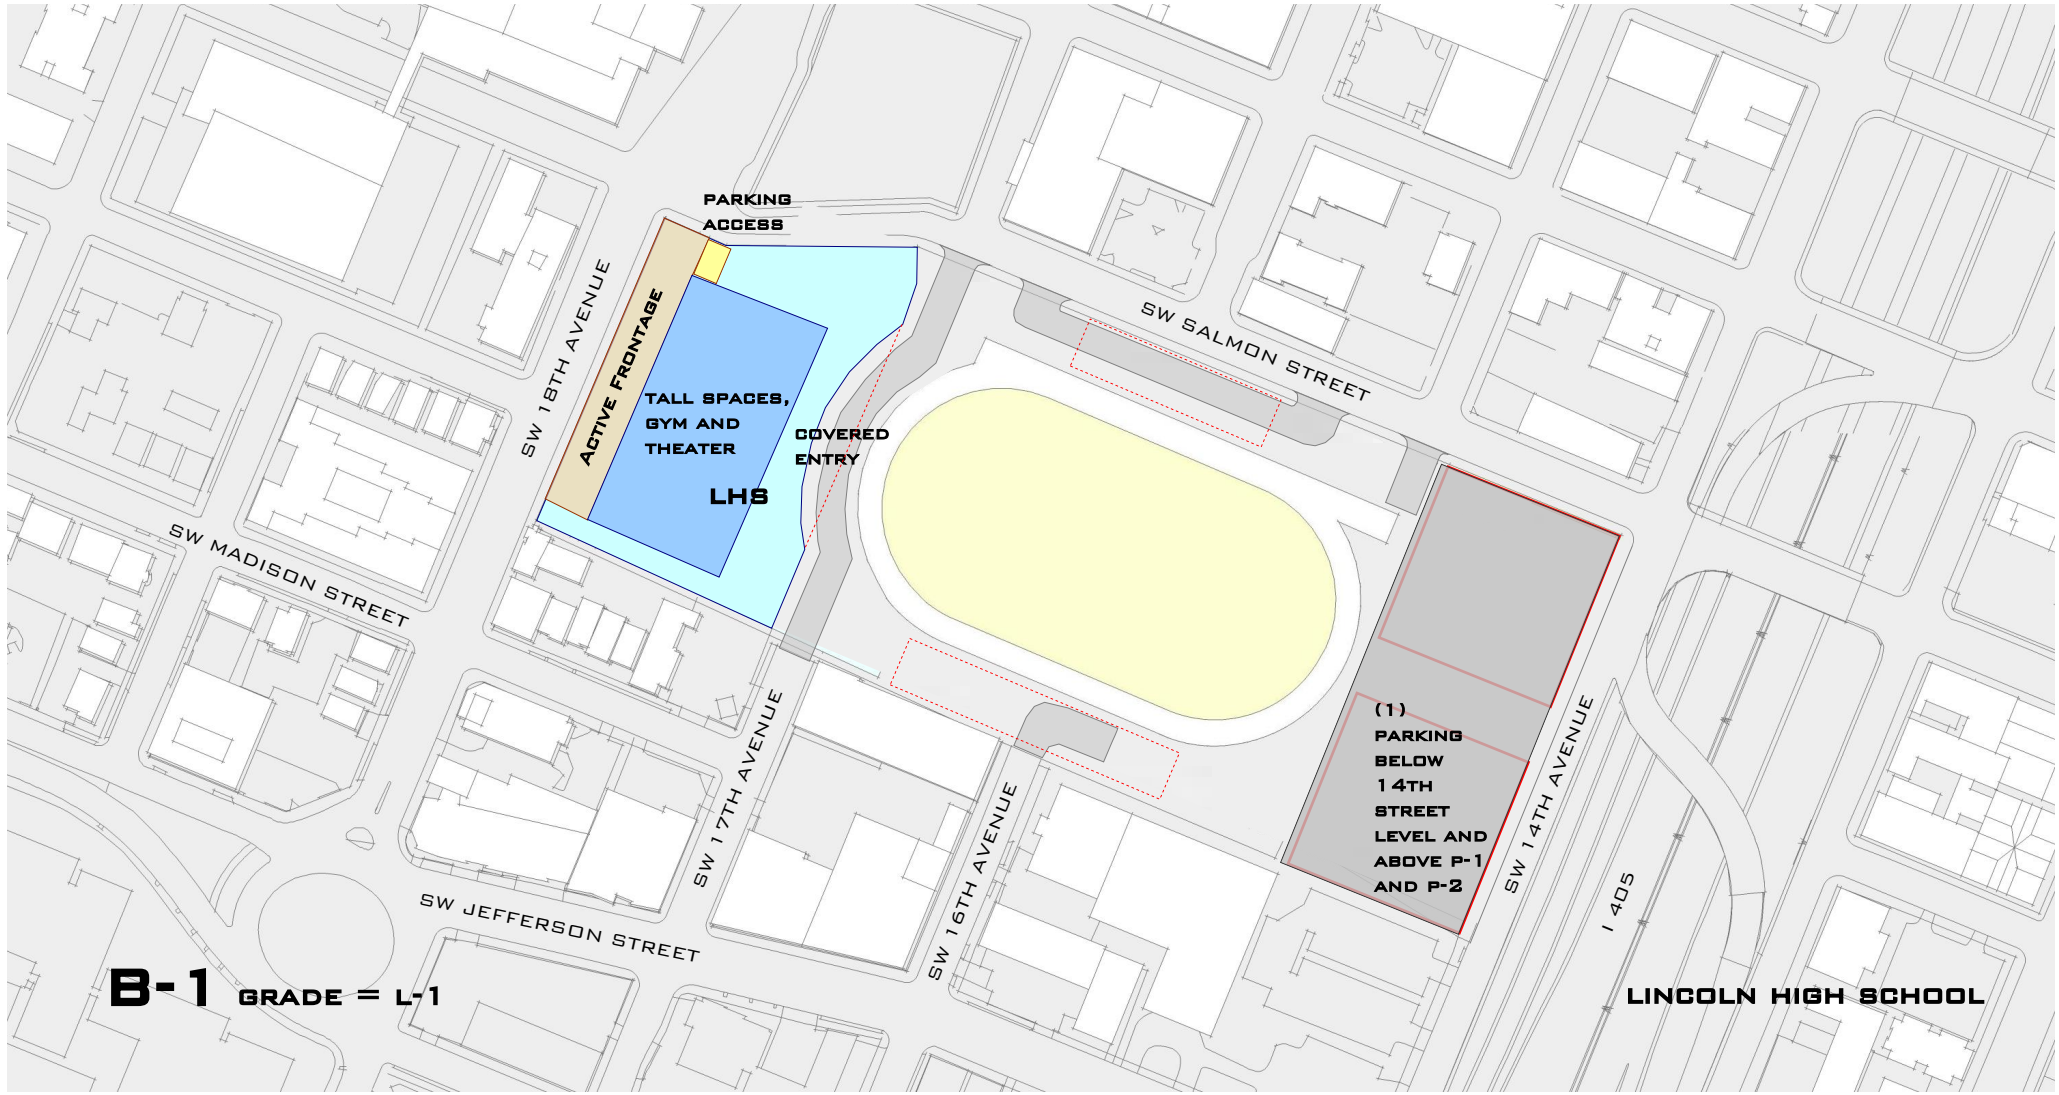 PARKING
ACCESS
SW 18TH AVENUE
ACTIVE FRONTAGE
SW SALMON STREET
TALL SPACES,
GYM AND
THEATER
COVERED
ENTRY
LHS
SW MADISON STREET
(1)
PARKING
BELOW
14TH
STREET
LEVEL AND
ABOVE P-1
AND P-2
SW 17TH AVENUE
SW 16TH AVENUE
SW 14TH AVENUE
I 405
SW JEFFERSON STREET
B-1 GRADE = L-1
LINCOLN HIGH SCHOOL